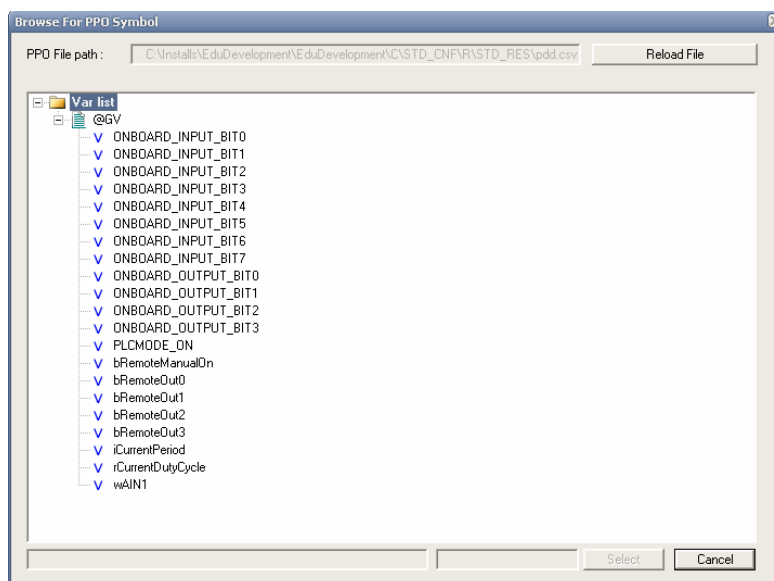 Browse For PPO Symbol
PPO File path : C:\Installs\EduDevelopment\EduDevelopment\C\STD_CNF\R\STD_RES\pdd.csv Reload File
Var list
@GV
V ONBOARD_INPUT_BIT0
V ONBOARD_INPUT_BIT1
V ONBOARD_INPUT_BIT2
V ONBOARD_INPUT_BIT3
V ONBOARD_INPUT_BIT4
V ONBOARD_INPUT_BIT5
V ONBOARD_INPUT_BIT6
V ONBOARD_INPUT_BIT7
V ONBOARD_OUTPUT_BIT0
V ONBOARD_OUTPUT_BIT1
V ONBOARD_OUTPUT_BIT2
V ONBOARD_OUTPUT_BIT3
V PLCMODE_ON
V bRemoteManualOn
V bRemoteOut0
V bRemoteOut1
V bRemoteOut2
V bRemoteOut3
V iCurrentPeriod
V rCurrentDutyCycle
V wAIN1
Select Cancel